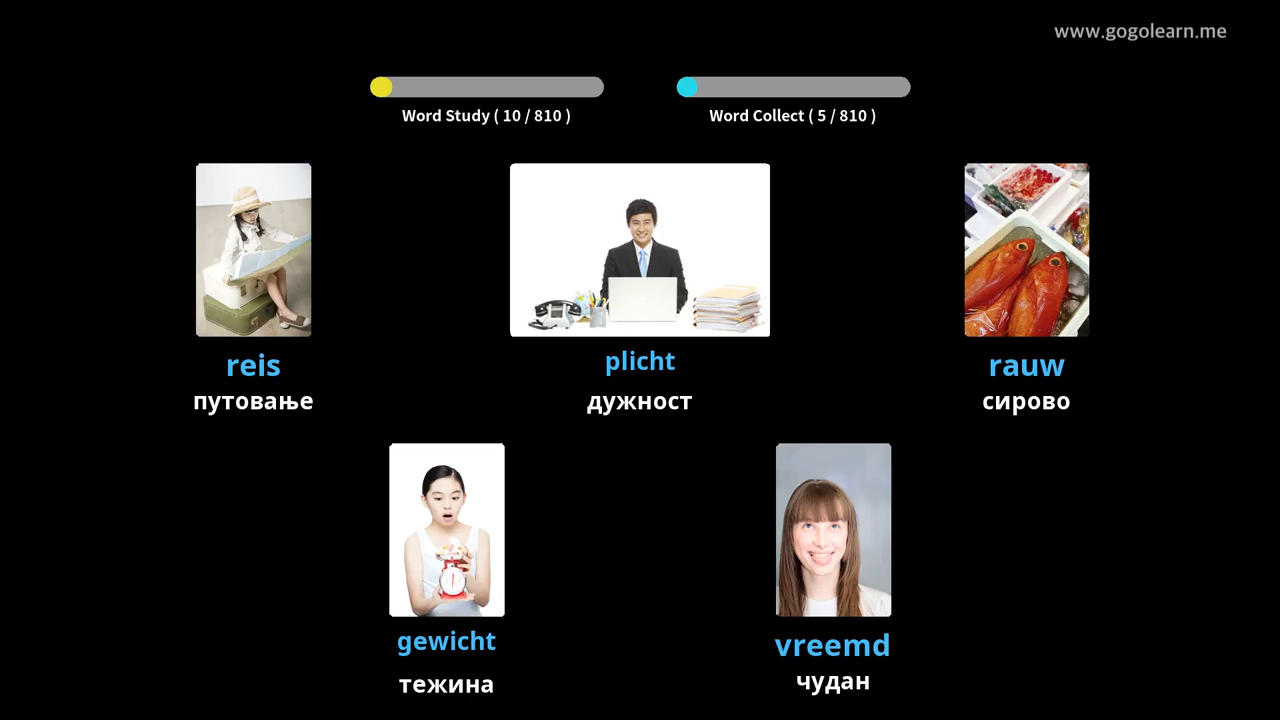 www.gogolearn.me
Word Study ( 10 / 810 )
Word Collect ( 5 / 810 )
reis
путовање
plicht
дужност
rauw
сирово
gewicht
тежина
vreemd
чудан